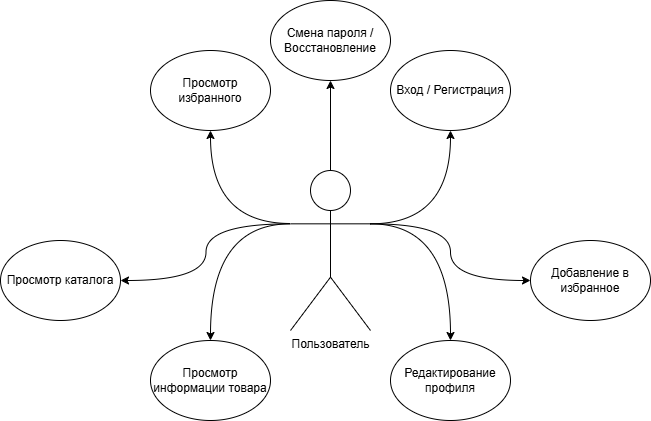 Смена пароля /
Восстановление
Просмотр
избранного
Вход / Регистрация
Просмотр каталога
Добавление в
избранное
Пользователь
Просмотр
информации товара
Редактирование
профиля